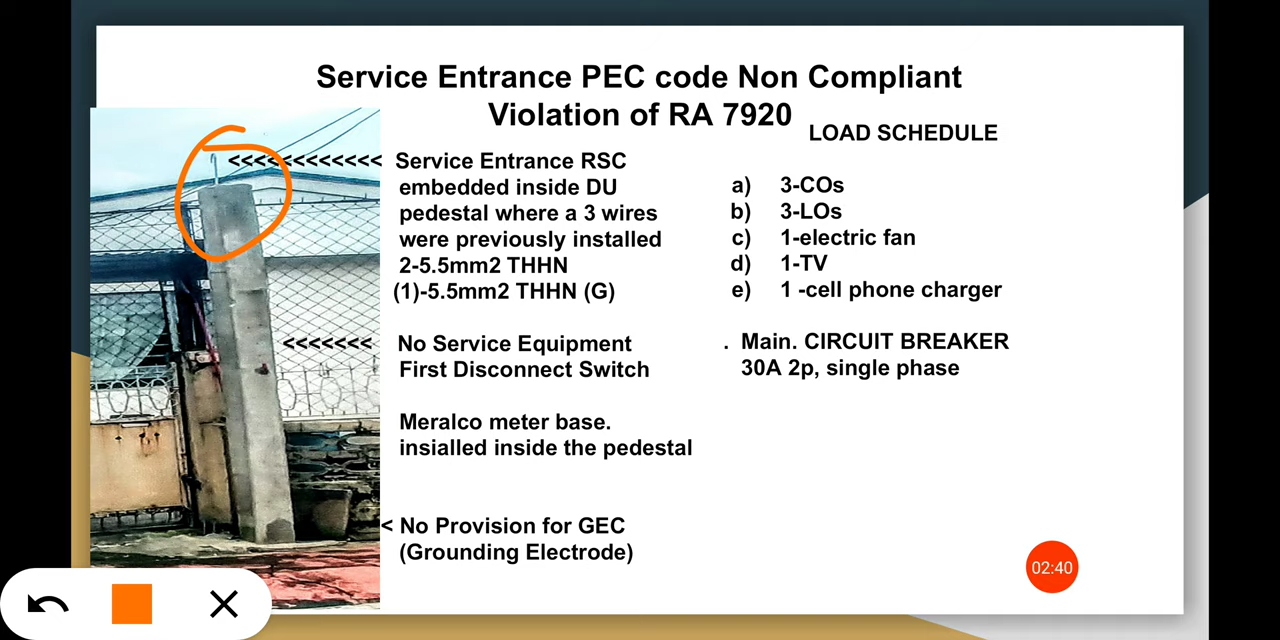 Service Entrance PEC code Non Compliant
Violation of RA 7920
LOAD SCHEDULE
<<<<<<<<<<<< Service Entrance RSC
embedded inside DU
pedestal where a 3 wires
were previously installed
2-5.5mm2 THHN
(1)-5.5mm2 THHN (G)
<<<<<<< No Service Equipment
First Disconnect Switch
Meralco meter base.
insialled inside the pedestal
< No Provision for GEC
(Grounding Electrode)
a) 3-COs
b) 3-LOs
c) 1-electric fan
d) 1-TV
e) 1 -cell phone charger
. Main. CIRCUIT BREAKER
30A 2p, single phase
02:40